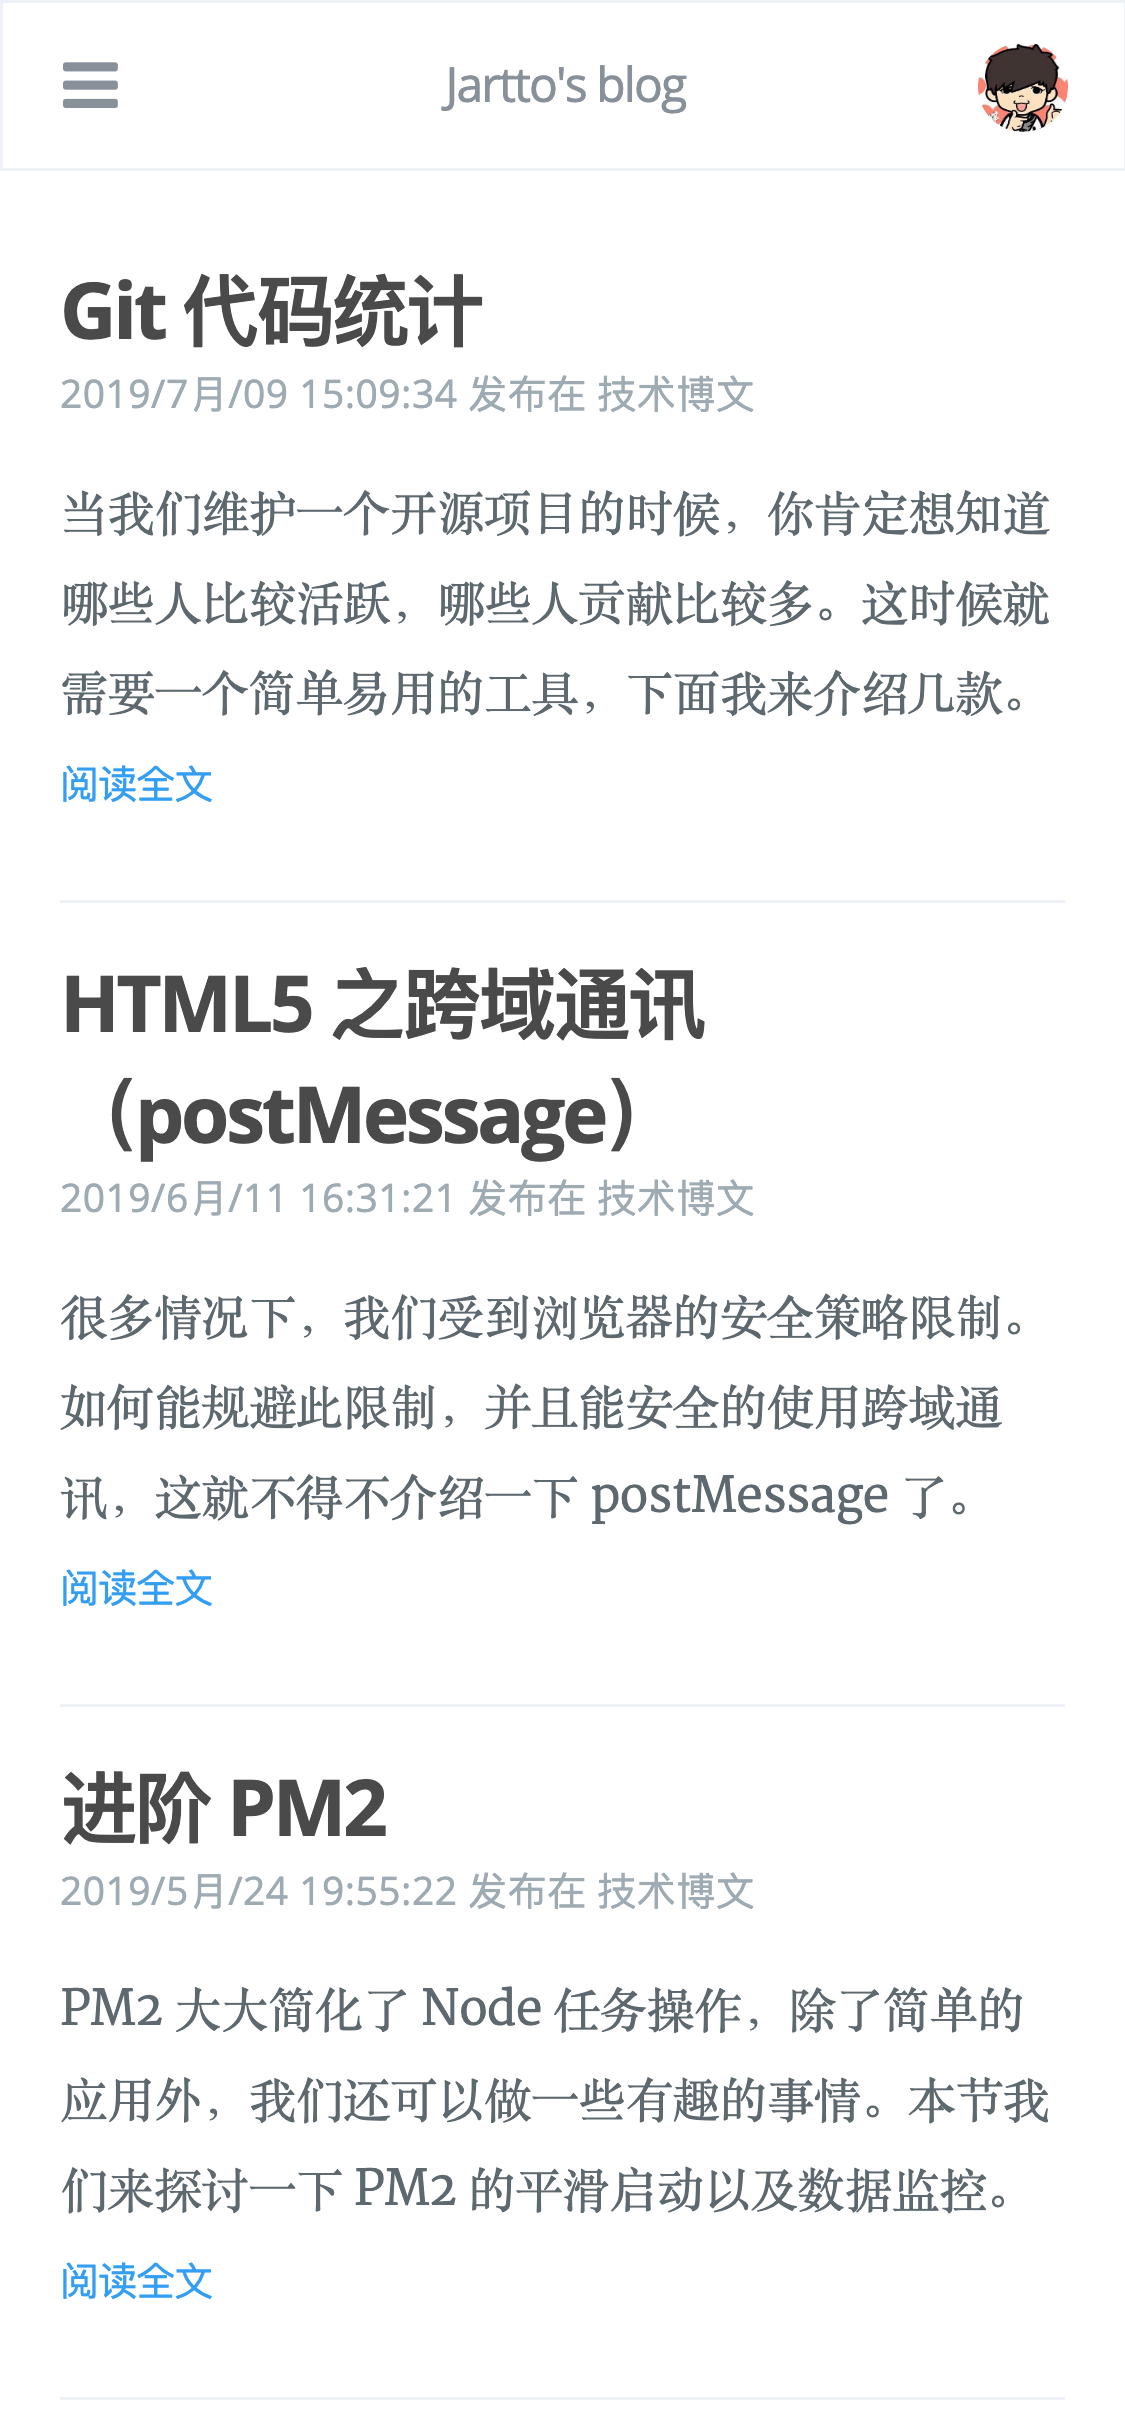 Jartto's blog
Git 代码统计
2019/7月/09 15:09:34 发布在 技术博文
当我们维护一个开源项目的时候，你肯定想知道
哪些人比较活跃，哪些人贡献比较多。这时候就
需要一个简单易用的工具，下面我来介绍几款。
阅读全文
HTML5 之跨域通讯
（postMessage）
2019/6月/11 16:31:21 发布在 技术博文
很多情况下，我们受到浏览器的安全策略限制。
如何能规避此限制，并且能安全的使用跨域通
讯，这就不得不介绍一下 postMessage 了。
阅读全文
进阶 PM2
2019/5月/24 19:55:22 发布在 技术博文
PM2 大大简化了 Node 任务操作，除了简单的
应用外，我们还可以做一些有趣的事情。本节我
们来探讨一下 PM2 的平滑启动以及数据监控。
阅读全文